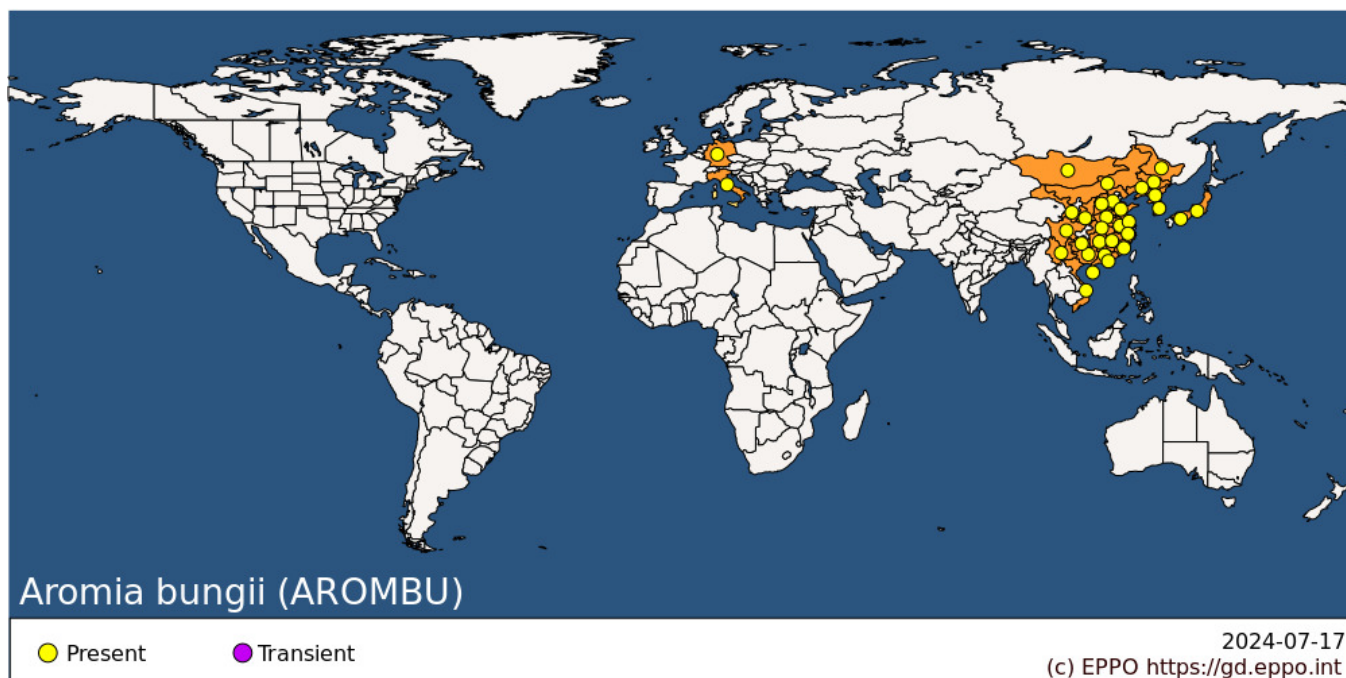 Aromia bungii (AROMBU)
Present
Transient
2024-07-17
(c) EPPO https://gd.eppo.int